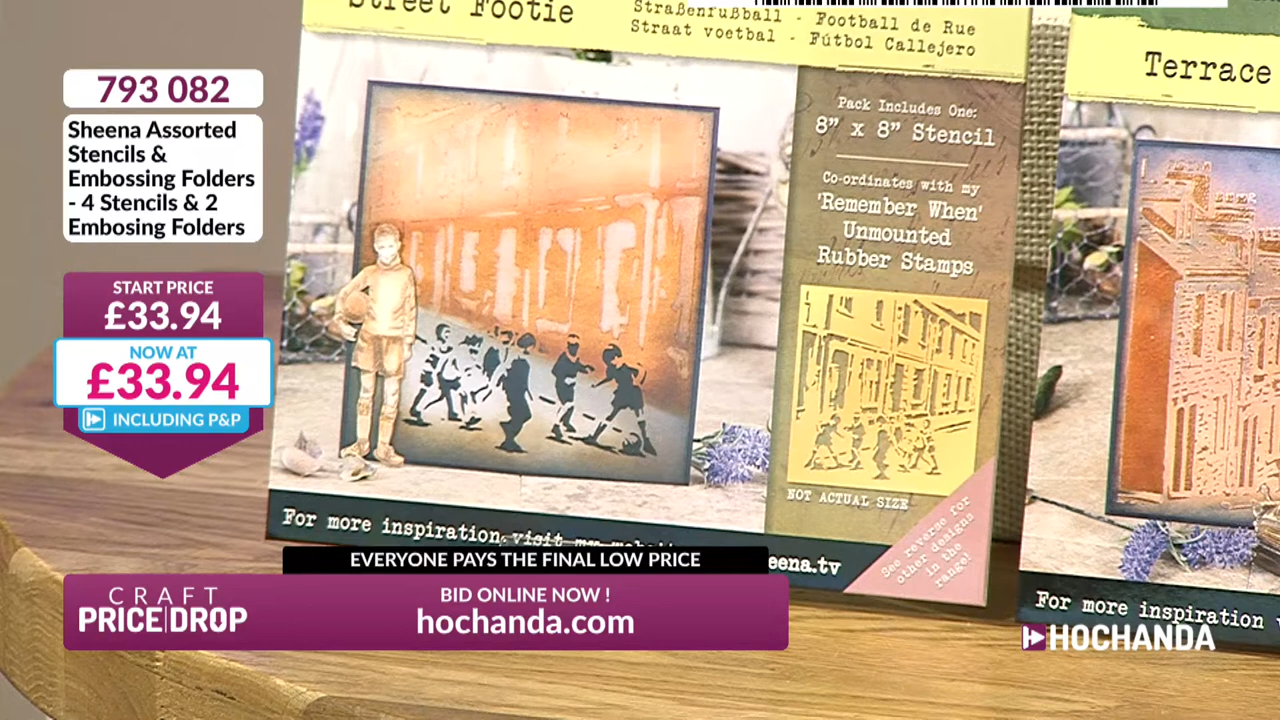 Street Footie
Straßenfußball - Football de Rue
Straat voetbal - Fútbol Callejero
Terrace
793 082
Sheena Assorted
Stencils &
Embossing Folders
- 4 Stencils & 2
Embosing Folders
Pack Includes One:
8” x 8” Stencil
Co-ordinates with my
'Remember When'
Unmounted
Rubber Stamps
START PRICE
£33.94
NOW AT
£33.94
INCLUDING P&P
NOT ACTUAL SIZE
See reverse for
other designs
in the
range!
For more inspiration visit my
eena.tv
For more inspiration
EVERYONE PAYS THE FINAL LOW PRICE
CRAFT
PRICE DROP
BID ONLINE NOW !
hochanda.com
HOCHANDA